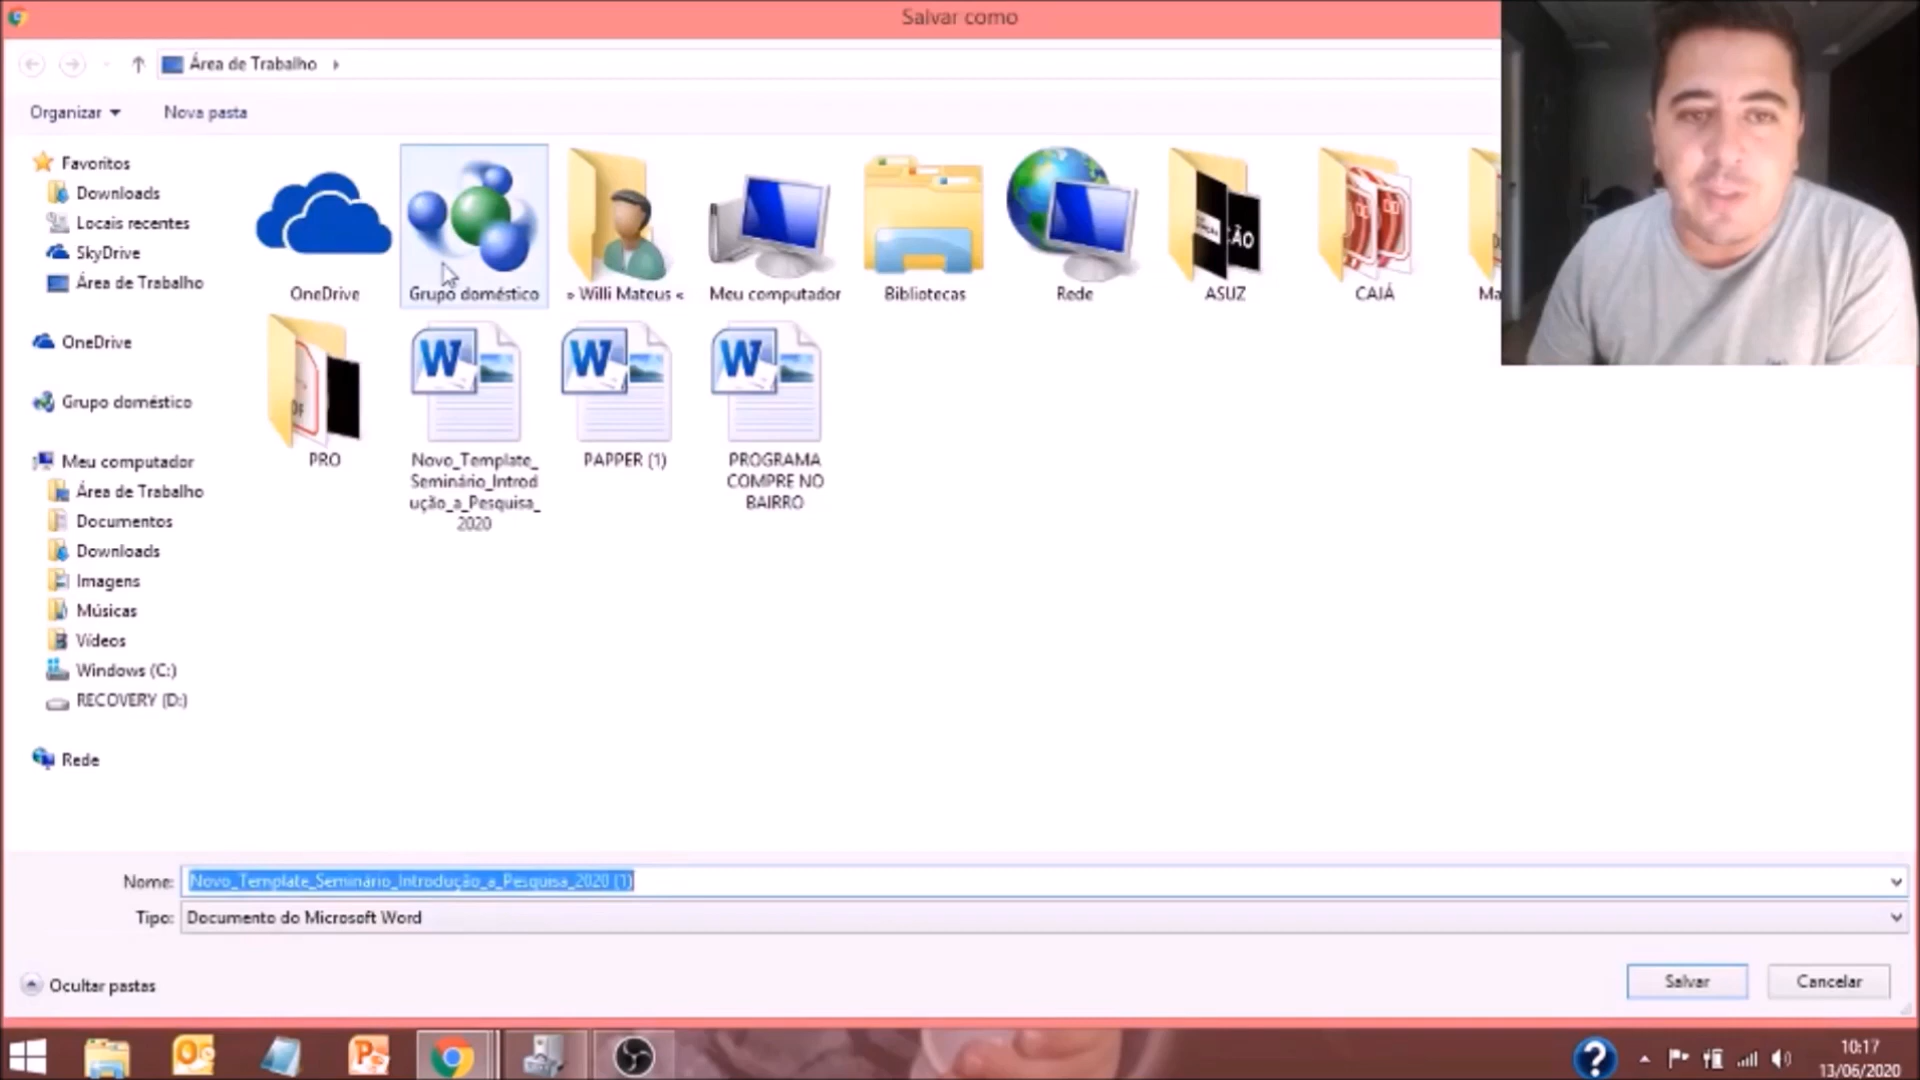 Salvar como
Área de Trabalho
Organizar
Nova pasta
Favoritos
Downloads
Locais recentes
SkyDrive
Área de Trabalho
OneDrive
Grupo doméstico
Meu computador
Área de Trabalho
Documentos
Downloads
Imagens
Músicas
Vídeos
Windows (C:)
RECOVERY (D:)
Rede
OneDrive
Grupo doméstico
» Willi Mateus «
Meu computador
Bibliotecas
Rede
ASUZ
CAJÁ
PRO
Novo_Template_
Seminário_Introd
ução_a_Pesquisa_
2020
PAPPER (1)
PROGRAMA
COMPRE NO
BAIRRO
Nome: Novo_Template_Seminário_Introdução_a_Pesquisa_2020 (1)
Tipo: Documento do Microsoft Word
Ocultar pastas
Salvar
Cancelar
10:17
13/06/2020